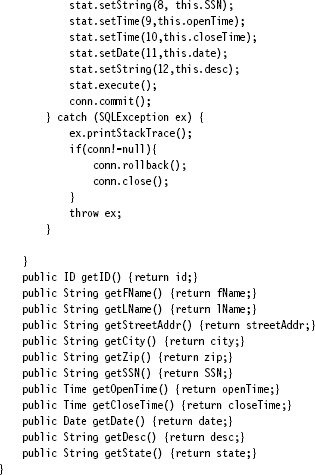 stat.setString(8, this.SSN);
stat.setTime(9,this.openTime);
stat.setTime(10,this.closeTime);
stat.setDate(11,this.date);
stat.setString(12,this.desc);
stat.execute();
conn.commit();
} catch (SQLException ex) {
ex.printStackTrace();
if(conn!=null){
conn.rollback();
conn.close();
}
throw ex;
}
}
public ID getID() {return id;}
public String getFName() {return fName;}
public String getLName() {return lName;}
public String getStreetAddr() {return streetAddr;}
public String getCity() {return city;}
public String getZip() {return zip;}
public String getSSN() {return SSN;}
public Time getOpenTime() {return openTime;}
public Time getCloseTime() {return closeTime;}
public Date getDate() {return date;}
public String getDesc() {return desc;}
public String getState() {return state;}
}